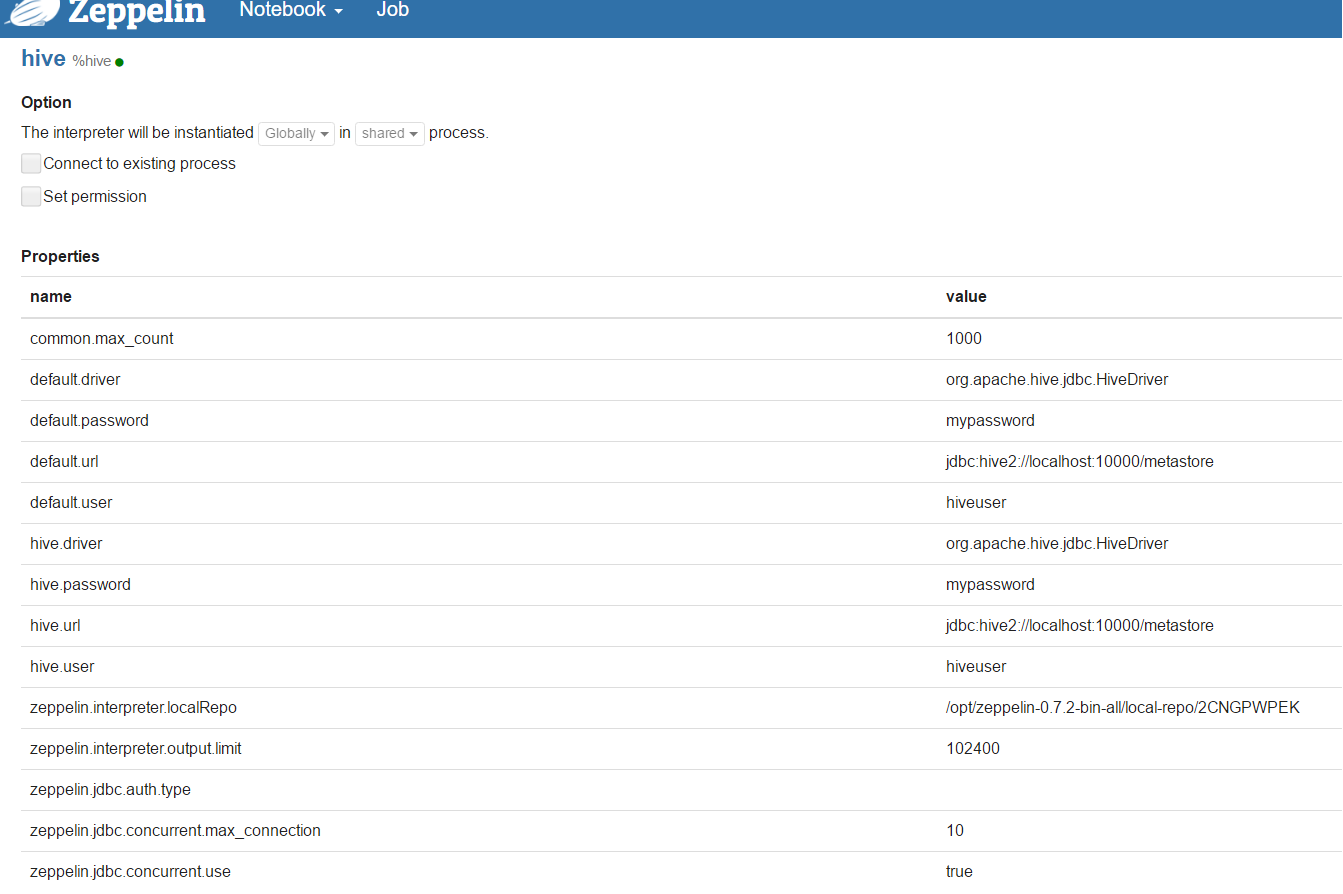 Zeppelin Notebook Job
hive %hive
Option
The interpreter will be instantiated Globally in shared process.
Connect to existing process
Set permission
Properties
name value
common.max_count 1000
default.driver org.apache.hive.jdbc.HiveDriver
default.password mypassword
default.url jdbc:hive2://localhost:10000/metastore
default.user hiveuser
hive.driver org.apache.hive.jdbc.HiveDriver
hive.password mypassword
hive.url jdbc:hive2://localhost:10000/metastore
hive.user hiveuser
zeppelin.interpreter.localRepo /opt/zeppelin-0.7.2-bin-all/local-repo/2CNGPWPEK
zeppelin.interpreter.output.limit 102400
zeppelin.jdbc.auth.type
zeppelin.jdbc.concurrent.max_connection 10
zeppelin.jdbc.concurrent.use true